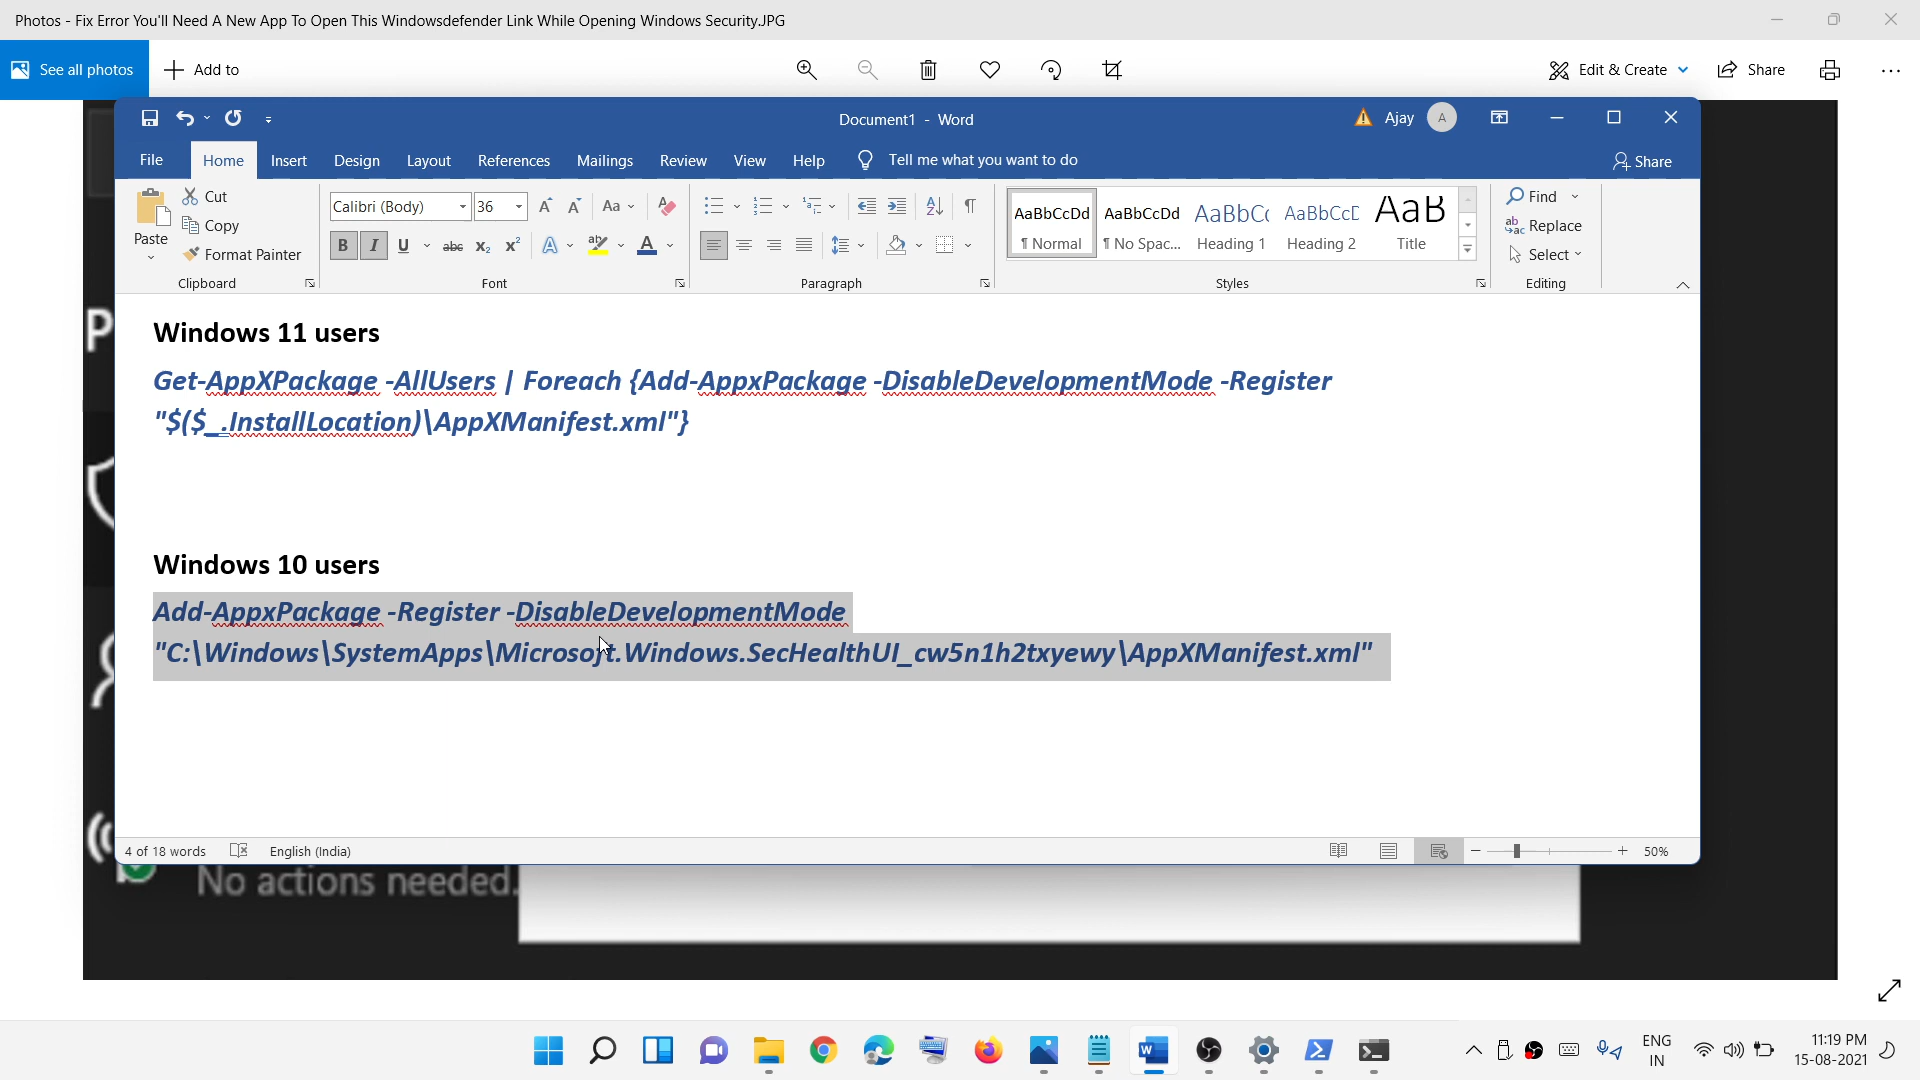 Photos - Fix Error You'll Need A New App To Open This Windowsdefender Link While Opening Windows Security.JPG
See all photos
Add to
Edit & Create
Share
Document1 - Word
Ajay
A
File
Home
Insert
Design
Layout
References
Mailings
Review
View
Help
Tell me what you want to do
Share
Paste
Cut
Copy
Format Painter
Clipboard
Calibri (Body)
36
Font
Paragraph
AaBbCcDd
¶ Normal
AaBbCcDd
¶ No Spac...
AaBbCc
Heading 1
AaBbCcD
Heading 2
AaB
Title
Styles
Find
Replace
Select
Editing
Windows 11 users
Get-AppXPackage -AllUsers | Foreach {Add-AppxPackage -DisableDevelopmentMode -Register
"$($_.InstallLocation)\AppXManifest.xml"}
Windows 10 users
Add-AppxPackage -Register -DisableDevelopmentMode
"C:\Windows\SystemApps\Microsoft.Windows.SecHealthUI_cw5n1h2txyewy\AppXManifest.xml"
4 of 18 words
English (India)
50%
No actions needed.
ENG
IN
11:19 PM
15-08-2021